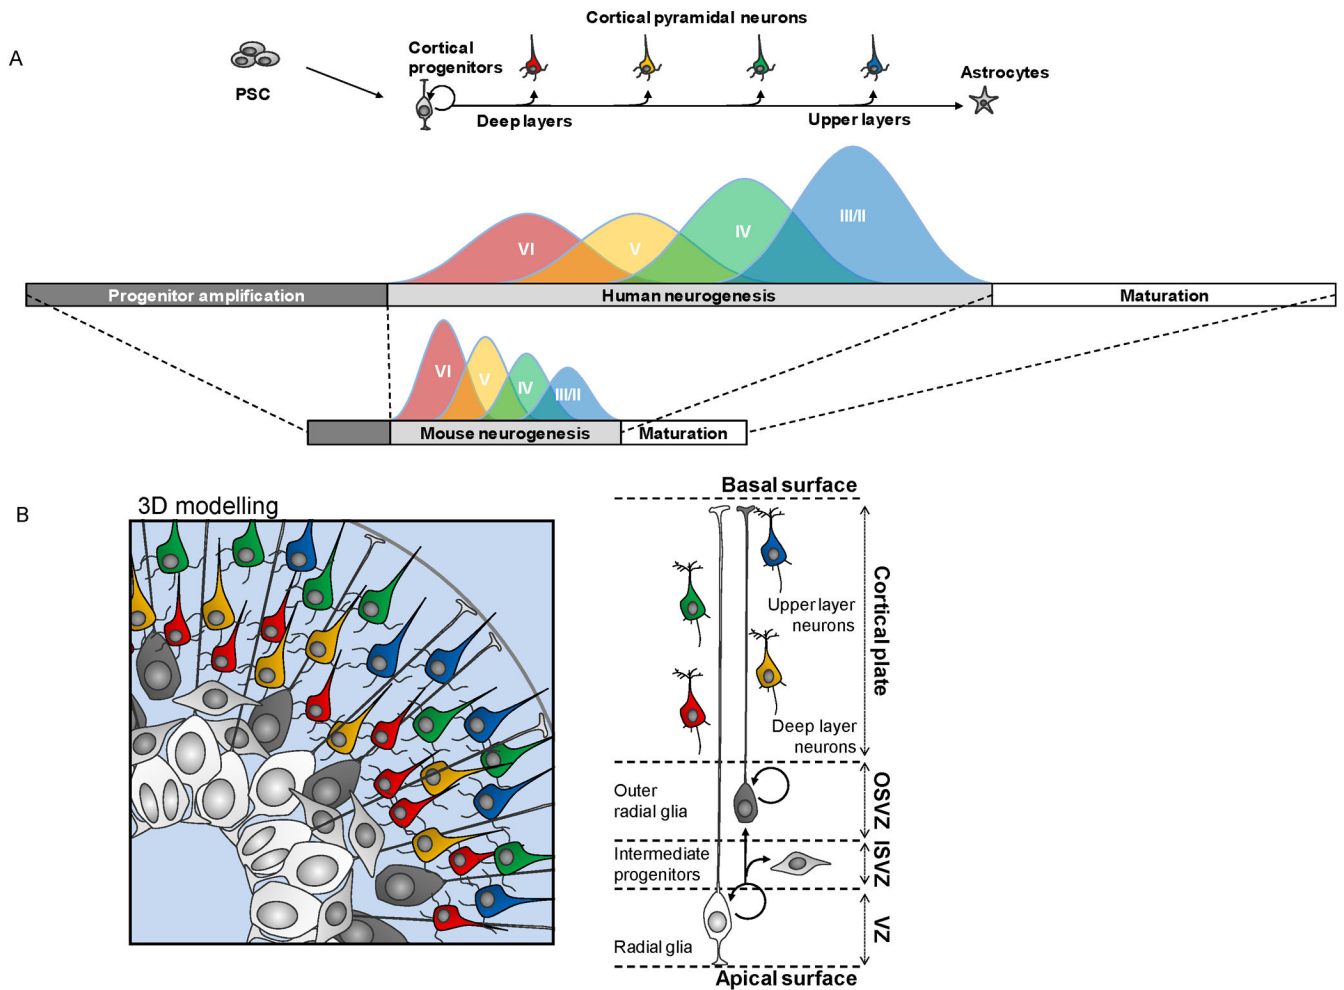 A
Cortical pyramidal neurons
PSC
Cortical
progenitors
Deep layers
Upper layers
Astrocytes
VI
V
IV
III/II
Progenitor amplification
Human neurogenesis
Maturation
VI
V
IV
III/II
Mouse neurogenesis
Maturation
B
3D modelling
Basal surface
Upper layer
neurons
Deep layer
neurons
Cortical plate
Outer
radial glia
OSVZ
Intermediate
progenitors
ISVZ
Radial glia
VZ
Apical surface